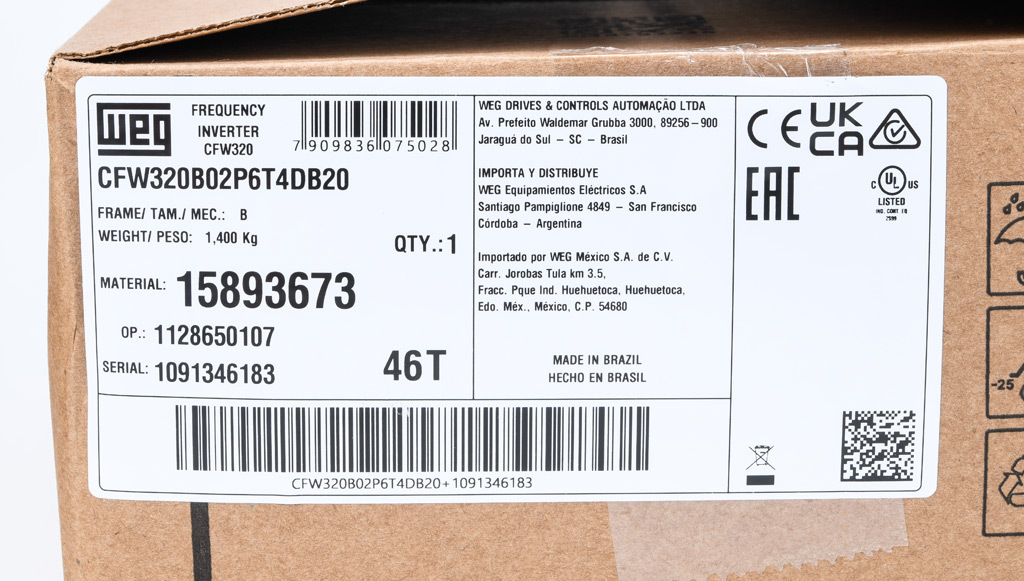 WEG
FREQUENCY
INVERTER
CFW320
7 909836 075028
CFW320B02P6T4DB20
FRAME/ TAM./ MEC.: B
WEIGHT/ PESO: 1,400 Kg
QTY.: 1
MATERIAL: 15893673
OP.: 1128650107
SERIAL: 1091346183
46T
WEG DRIVES & CONTROLS AUTOMAÇÃO LTDA
Av. Prefeito Waldemar Grubba 3000, 89256 – 900
Jaraguá do Sul – SC – Brasil
IMPORTA Y DISTRIBUYE
WEG Equipamientos Eléctricos S.A
Santiago Pampiglione 4849 – San Francisco
Córdoba – Argentina
Importado por WEG México S.A. de C.V.
Carr. Jorobas Tula km 3.5,
Fracc. Pque Ind. Huehuetoca, Huehuetoca,
Edo. Méx., México, C.P. 54680
MADE IN BRAZIL
HECHO EN BRASIL
CE UK
CA
EAC
C UL US
LISTED
IND. CONT. EQ
CFW320B02P6T4DB20+1091346183
-25